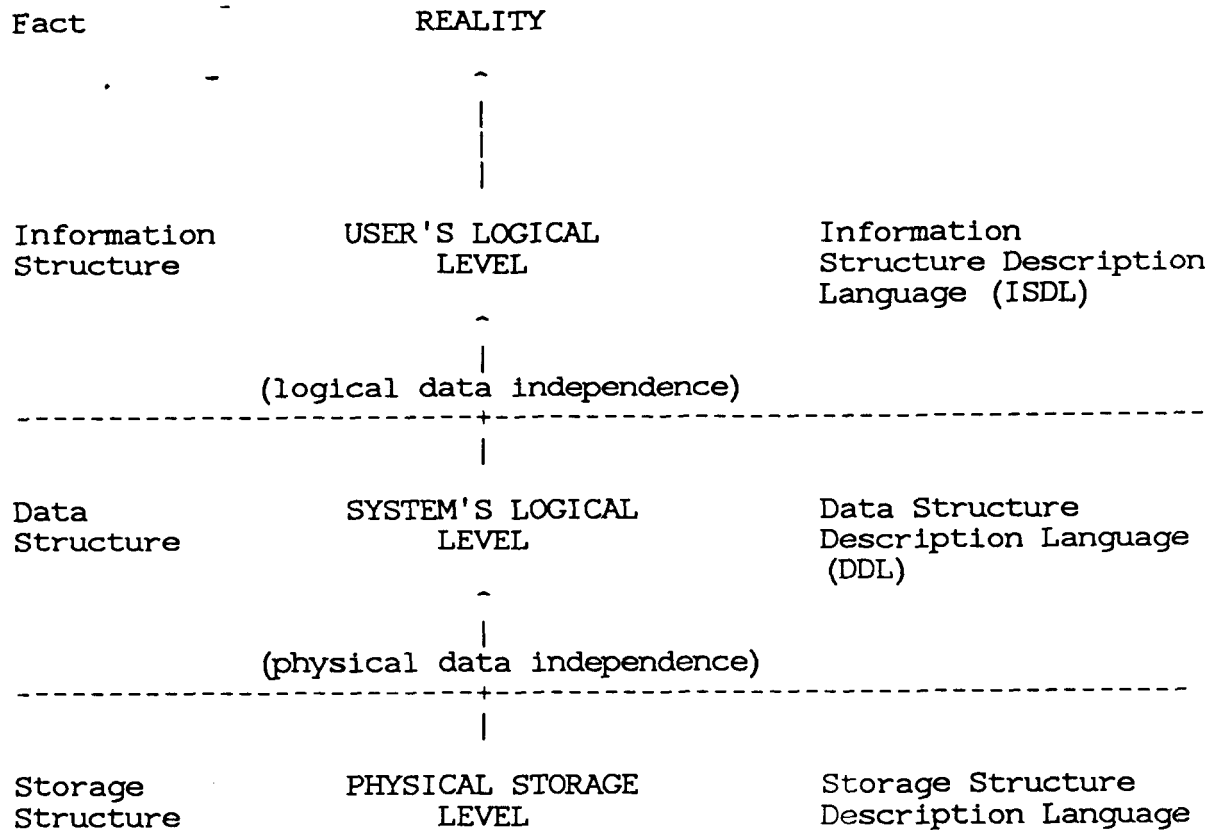 Fact REALITY
Information USER'S LOGICAL Information
Structure LEVEL Structure Description
Language (ISDL)
(logical data independence)
Data SYSTEM'S LOGICAL Data Structure
Structure LEVEL Description Language
(DDL)
(physical data independence)
Storage PHYSICAL STORAGE Storage Structure
Structure LEVEL Description Language